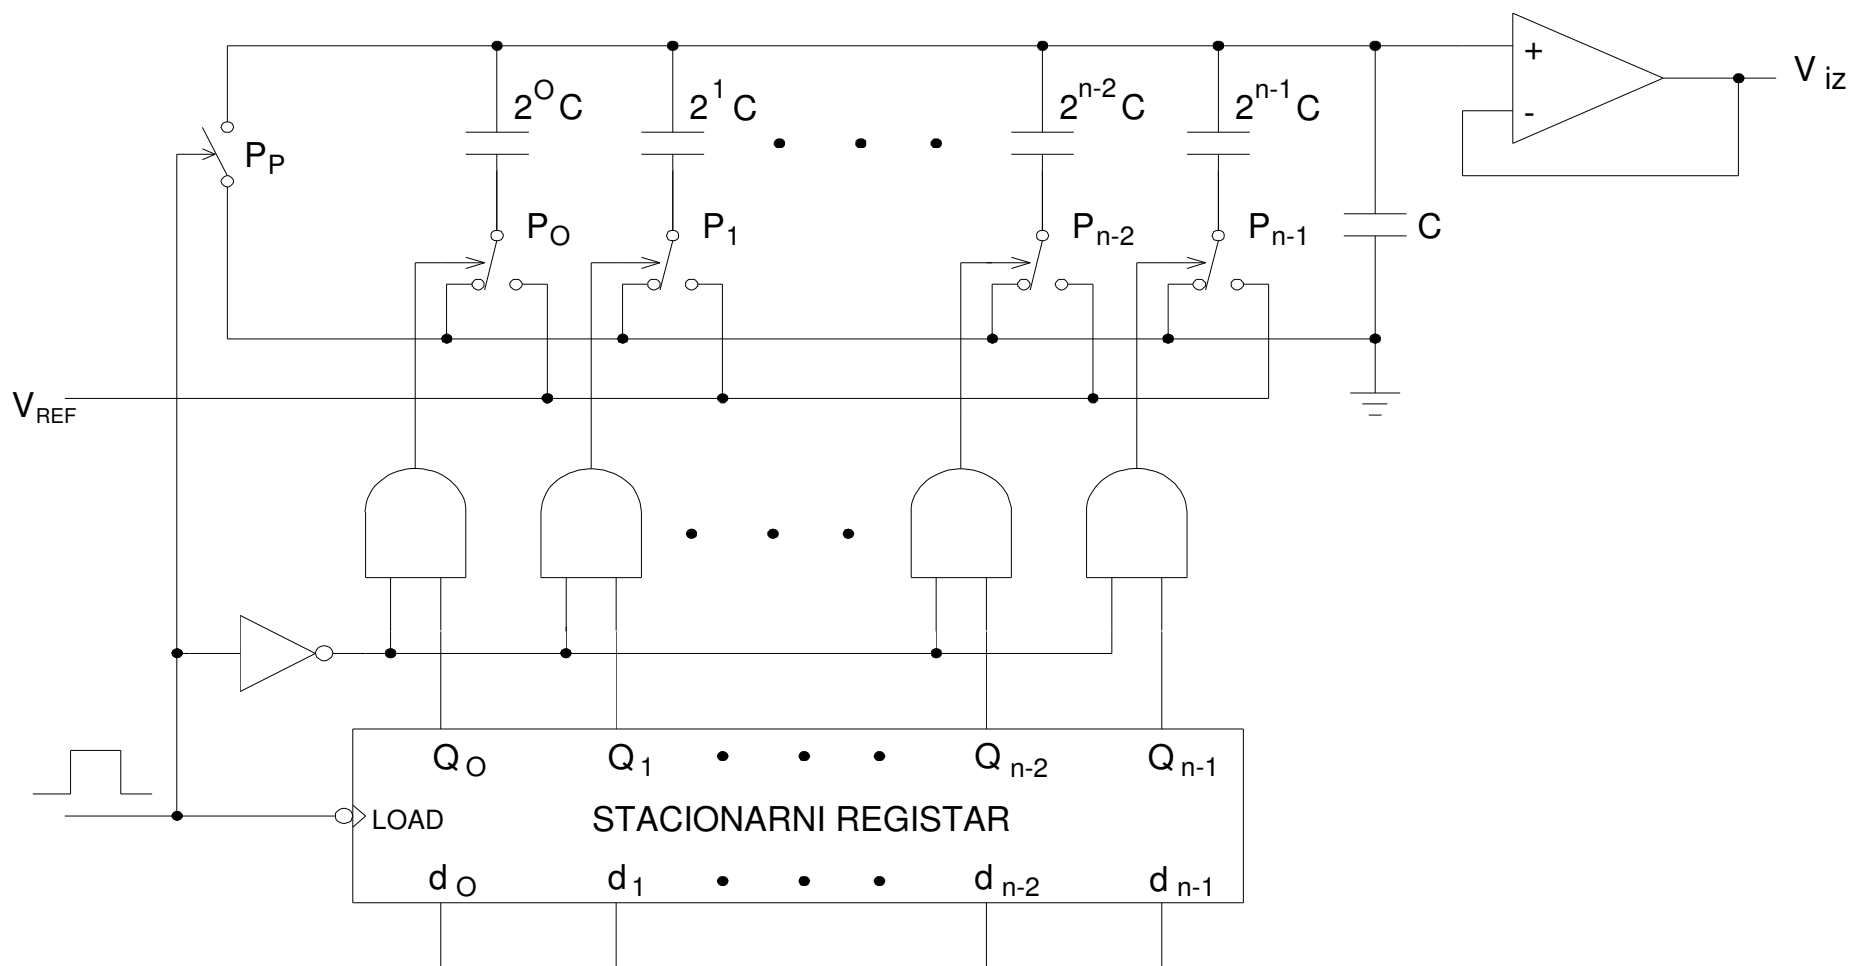 +
-
V iz
2^O C
2^1 C
2^n-2 C
2^n-1 C
P_P
P_O
P_1
P_n-2
P_n-1
C
V_REF
Q_O
Q_1
Q_n-2
Q_n-1
LOAD
STACIONARNI REGISTAR
d_O
d_1
d_n-2
d_n-1